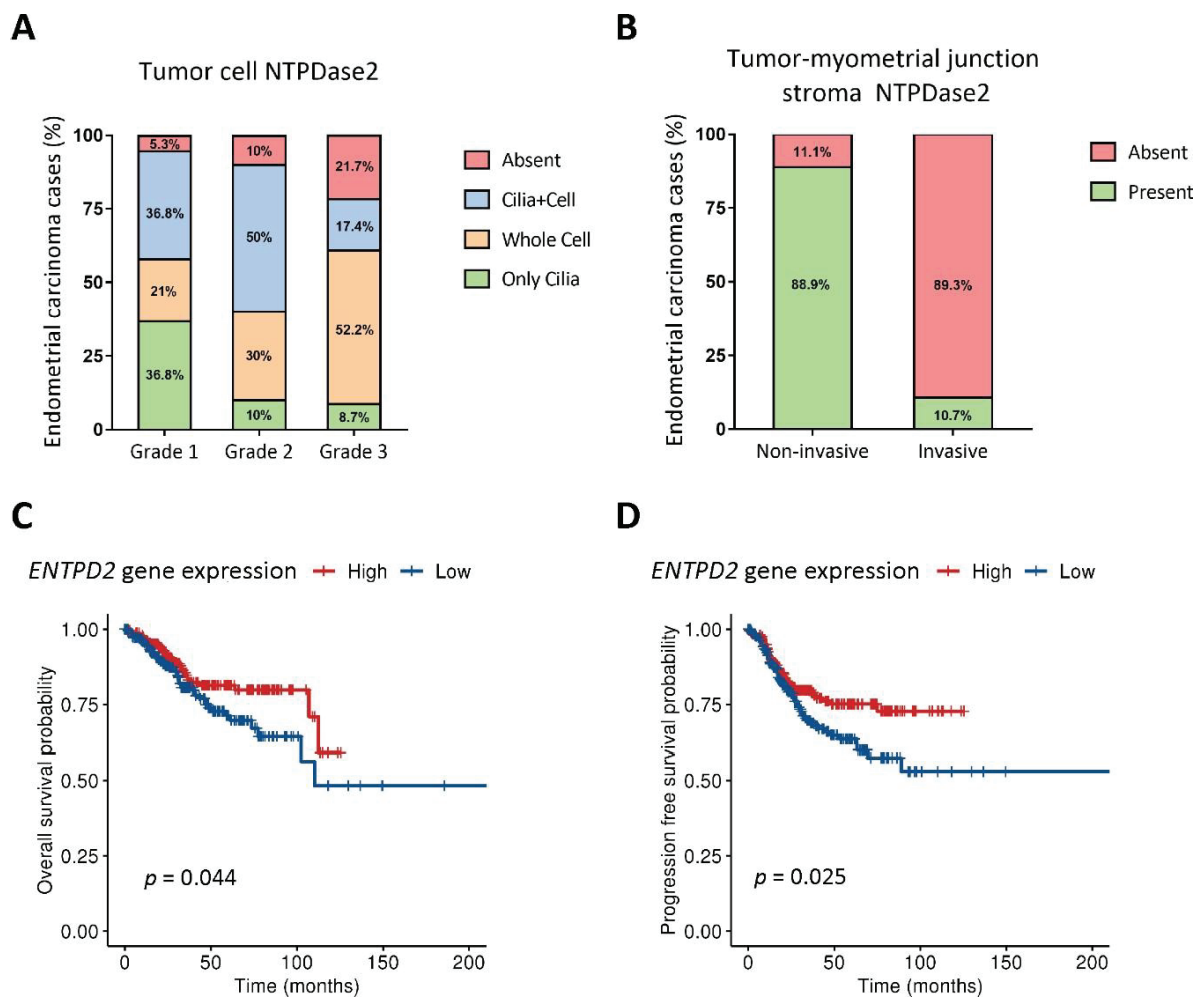 A
Tumor cell NTPDase2
Endometrial carcinoma cases (%)
100
75
50
25
0
5.3%
36.8%
21%
36.8%
10%
50%
30%
10%
21.7%
17.4%
52.2%
8.7%
Grade 1
Grade 2
Grade 3
Absent
Cilia+Cell
Whole Cell
Only Cilia
B
Tumor-myometrial junction
stroma NTPDase2
Endometrial carcinoma cases (%)
100
75
50
25
0
11.1%
88.9%
89.3%
10.7%
Non-invasive
Invasive
Absent
Present
C
ENTPD2 gene expression High Low
Overall survival probability
1.00
0.75
0.50
0.25
0.00
p = 0.044
0 50 100 150 200
Time (months)
D
ENTPD2 gene expression High Low
Progression free survival probability
1.00
0.75
0.50
0.25
0.00
p = 0.025
0 50 100 150 200
Time (months)